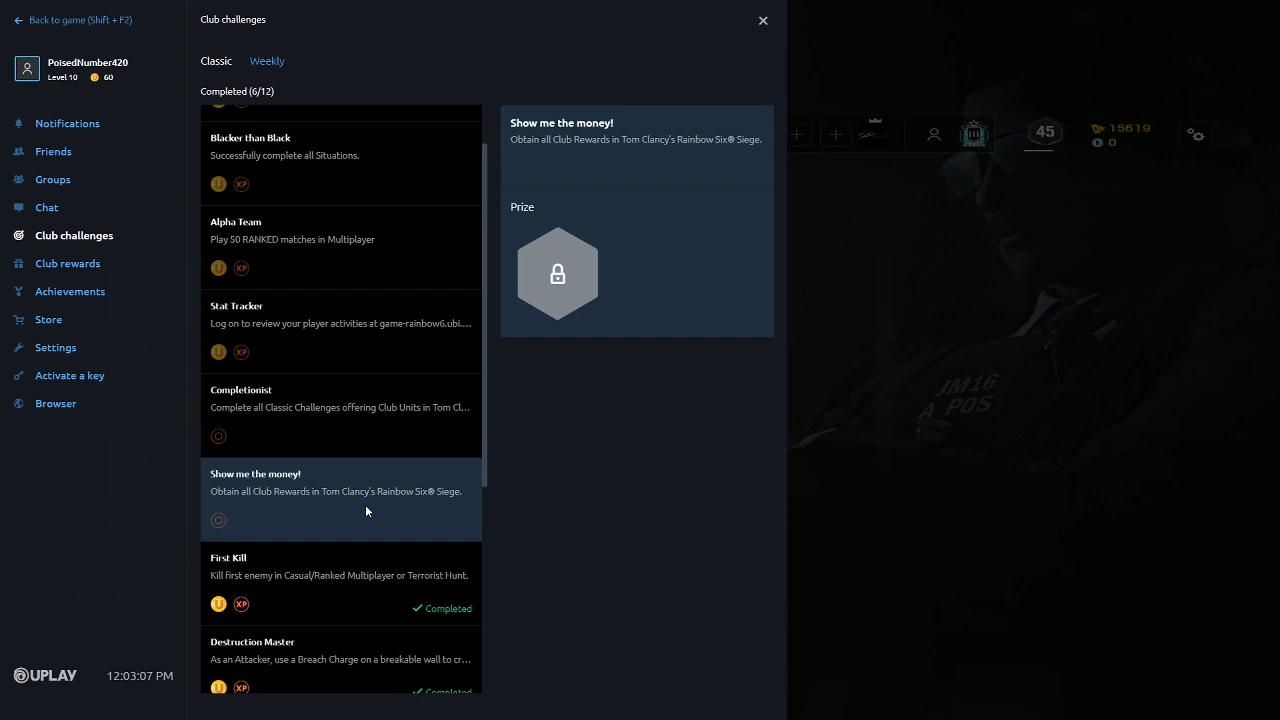 Back to game (Shift + F2)
PoisedNumber420
Level 10 60
Notifications
Friends
Groups
Chat
Club challenges
Club rewards
Achievements
Store
Settings
Activate a key
Browser
UPLAY 12:03:07 PM
Club challenges
Classic Weekly
Completed (6/12)
Blacker than Black
Successfully complete all Situations.
U XP
Alpha Team
Play 50 RANKED matches in Multiplayer
U XP
Stat Tracker
Log on to review your player activities at game-rainbow6.ubi....
U XP
Completionist
Complete all Classic Challenges offering Club Units in Tom Cl...
Show me the money!
Obtain all Club Rewards in Tom Clancy's Rainbow Six® Siege.
First Kill
Kill first enemy in Casual/Ranked Multiplayer or Terrorist Hunt.
U XP Completed
Destruction Master
As an Attacker, use a Breach Charge on a breakable wall to cr...
U XP Completed
Show me the money!
Obtain all Club Rewards in Tom Clancy's Rainbow Six® Siege.
Prize
45
15619
0
JM16
A POS